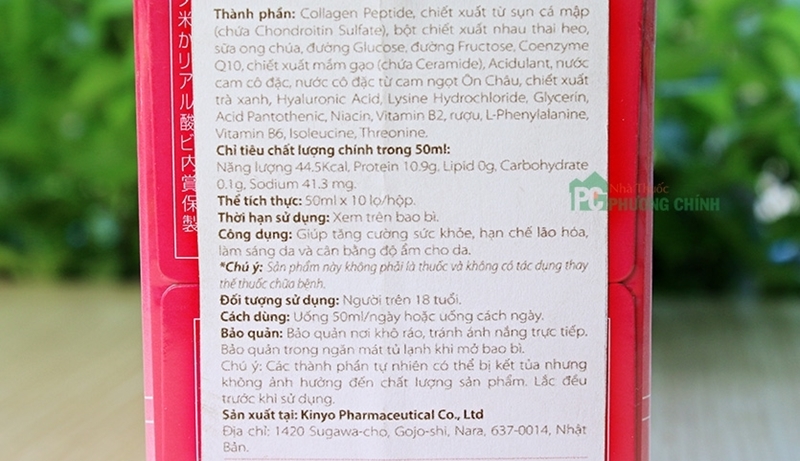 Thành phần: Collagen Peptide, chiết xuất từ sụn cá mập
(chứa Chondroitin Sulfate), bột chiết xuất nhau thai heo,
sữa ong chúa, đường Glucose, đường Fructose, Coenzyme
Q10, chiết xuất mầm gạo (chứa Ceramide), Acidulant, nước
cam cô đặc, nước cô đặc từ cam ngọt Ôn Châu, chiết xuất
trà xanh, Hyaluronic Acid, Lysine Hydrochloride, Glycerin,
Acid Pantothenic, Niacin, Vitamin B2, rượu, L-Phenylalanine,
Vitamin B6, Isoleucine, Threonine.
Chỉ tiêu chất lượng chính trong 50ml:
Năng lượng 44.5Kcal, Protein 10.9g, Lipid 0g, Carbohydrate
0.1g, Sodium 41.3 mg.
Thể tích thực: 50ml x 10 lọ/hộp.
Thời hạn sử dụng: Xem trên bao bì.
Công dụng: Giúp tăng cường sức khỏe, hạn chế lão hóa,
làm sáng da và cân bằng độ ẩm cho da.
*Chú ý: Sản phẩm này không phải là thuốc và không có tác dụng thay
thế thuốc chữa bệnh.
Đối tượng sử dụng: Người trên 18 tuổi.
Cách dùng: Uống 50ml/ngày hoặc uống cách ngày.
Bảo quản: Bảo quản nơi khô ráo, tránh ánh nắng trực tiếp.
Bảo quản trong ngăn mát tủ lạnh khi mở bao bì.
Chú ý: Các thành phần tự nhiên có thể bị kết tủa nhưng
không ảnh hưởng đến chất lượng sản phẩm. Lắc đều
trước khi sử dụng.
Sản xuất tại: Kinyo Pharmaceutical Co., Ltd
Địa chỉ: 1420 Sugawa-cho, Gojo-shi, Nara, 637-0014, Nhật
Bản.
米かリアル酸ビ内賞保製
PC Nhà Thuốc
PHƯƠNG CHÍNH